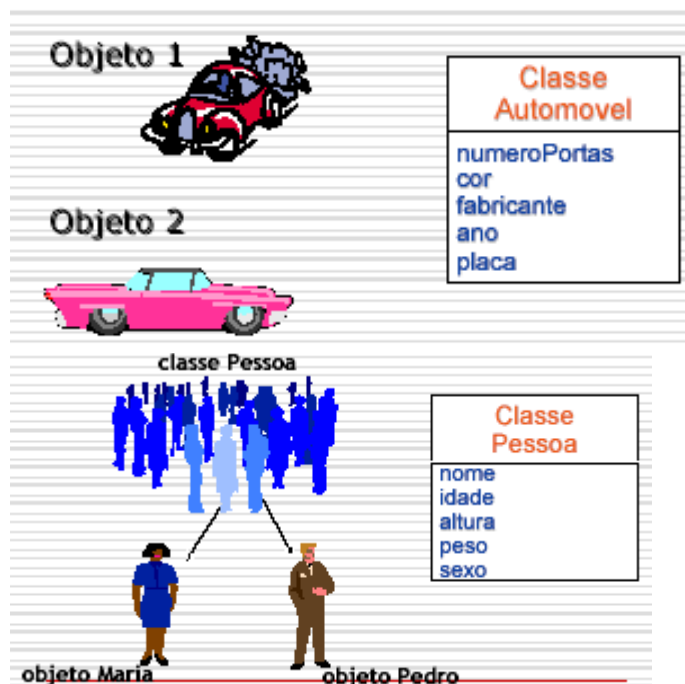 Objeto 1
Classe
Automovel
numeroPortas
cor
fabricante
ano
placa
Objeto 2
classe Pessoa
Classe
Pessoa
nome
idade
altura
peso
sexo
objeto Maria
objeto Pedro